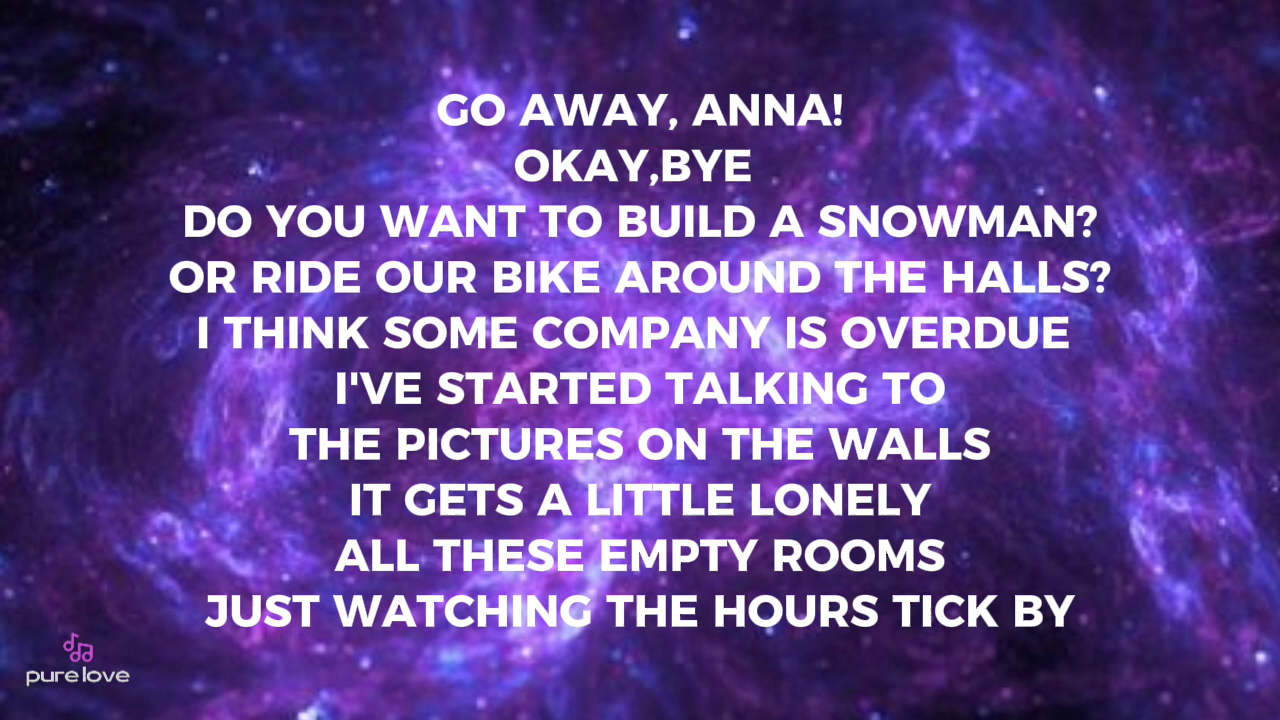 GO AWAY, ANNA!
OKAY,BYE
DO YOU WANT TO BUILD A SNOWMAN?
OR RIDE OUR BIKE AROUND THE HALLS?
I THINK SOME COMPANY IS OVERDUE
I'VE STARTED TALKING TO
THE PICTURES ON THE WALLS
IT GETS A LITTLE LONELY
ALL THESE EMPTY ROOMS
JUST WATCHING THE HOURS TICK BY
pure love